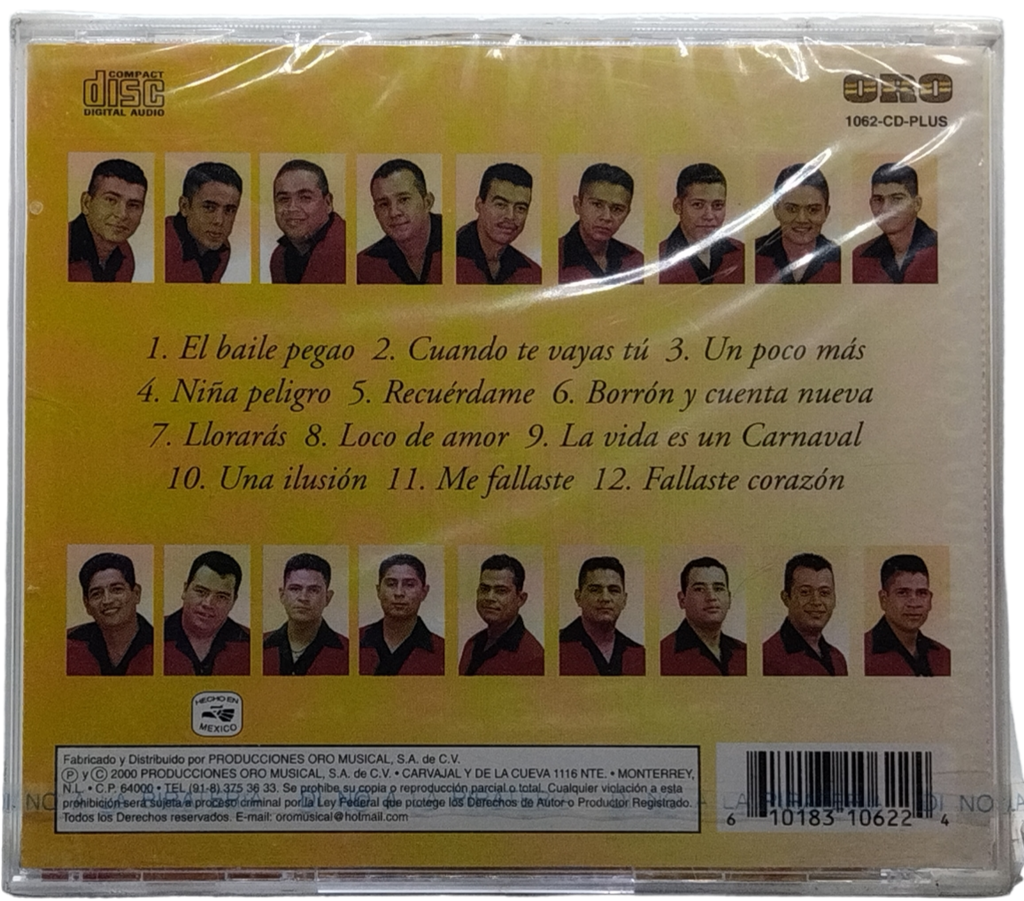 COMPACT
disc
DIGITAL AUDIO
ORO
1062-CD-PLUS
1. El baile pegao 2. Cuando te vayas tú 3. Un poco más
4. Niña peligro 5. Recuérdame 6. Borrón y cuenta nueva
7. Llorarás 8. Loco de amor 9. La vida es un Carnaval
10. Una ilusión 11. Me fallaste 12. Fallaste corazón
HECHO EN
MEXICO
Fabricado y Distribuido por PRODUCCIONES ORO MUSICAL, S.A. de C.V.
Ⓟ y Ⓒ 2000 PRODUCCIONES ORO MUSICAL, S.A. de C.V. • CARVAJAL Y DE LA CUEVA 1116 NTE. • MONTERREY,
N.L. • C.P. 64000 • TEL (91-8) 375 36 33. Se prohibe su copia o reproducción parcial o total. Cualquier violación a esta
prohibición será sujeta a proceso criminal por la Ley Federal que protege los Derechos de Autor o Productor Registrado.
Todos los Derechos reservados. E-mail: oromusical@hotmail.com
6 10183 10622 4